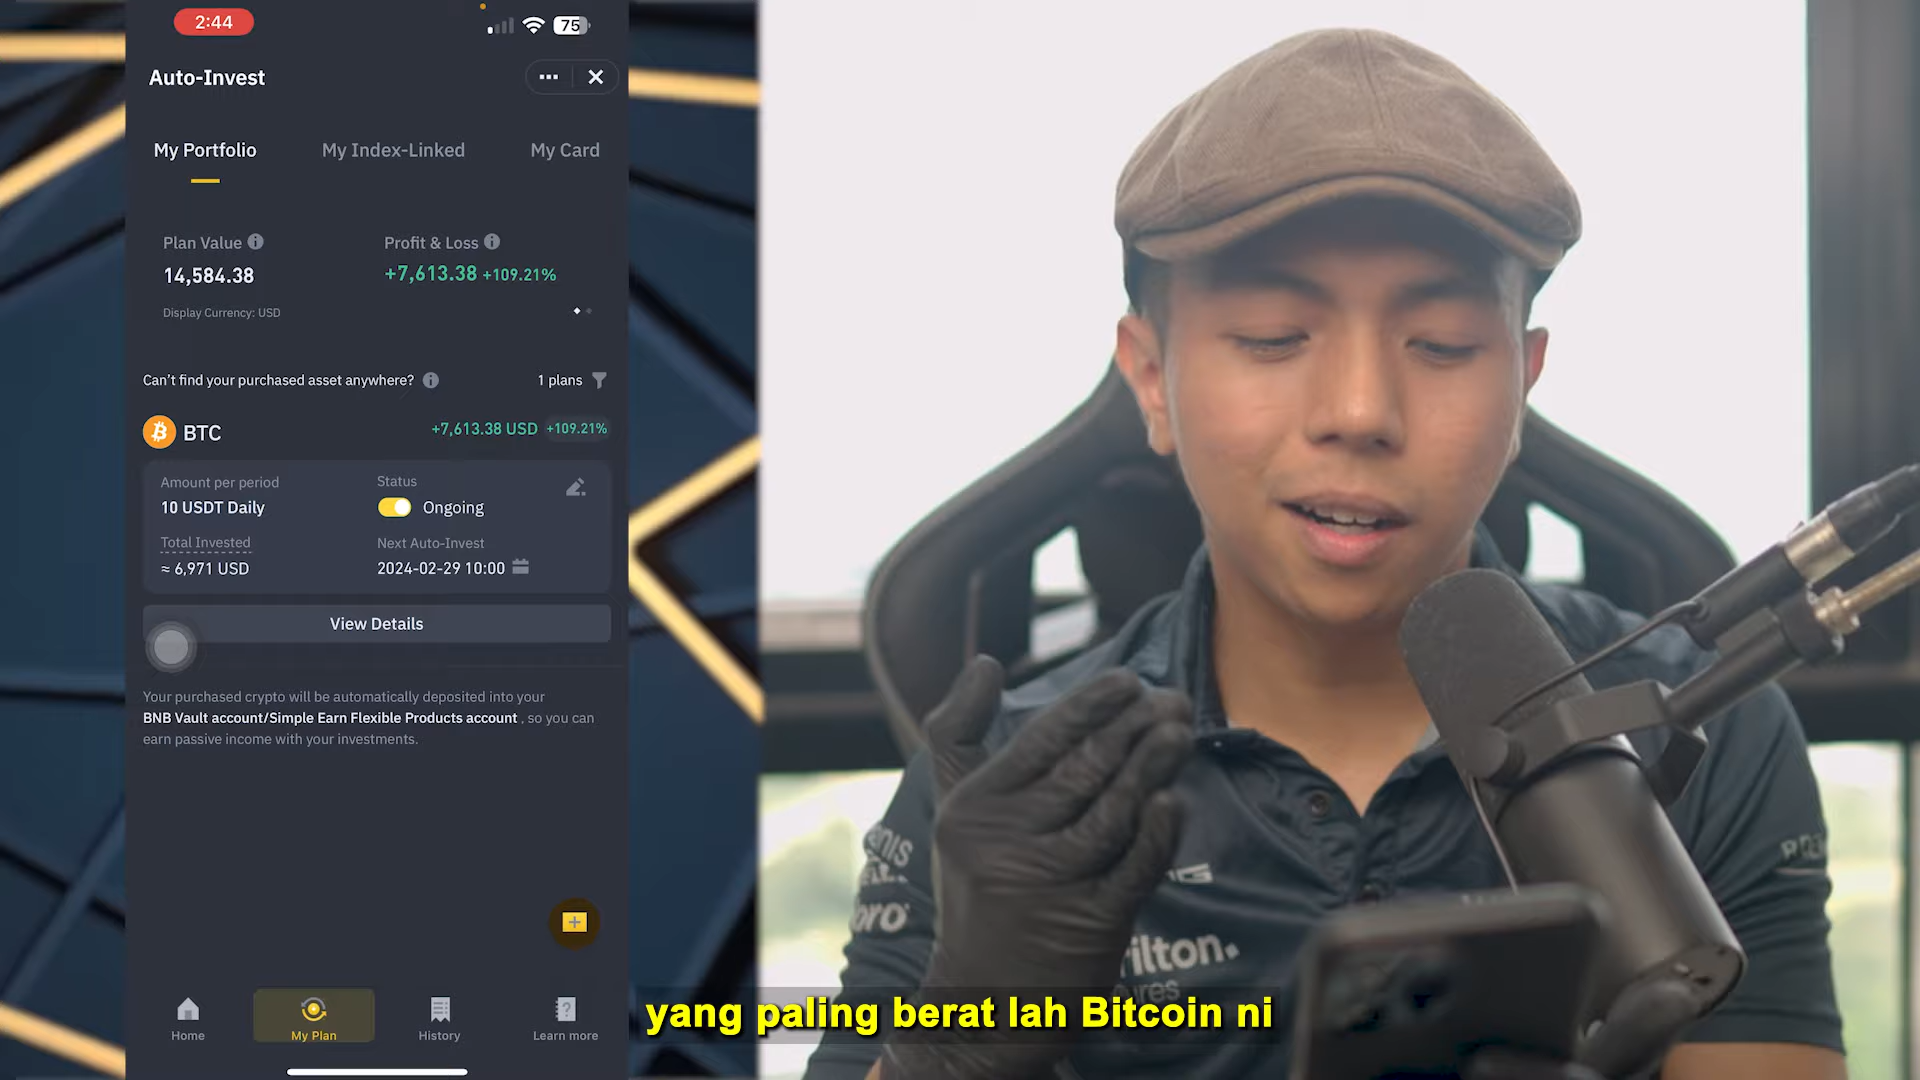 2:44
75
Auto-Invest
My Portfolio My Index-Linked My Card
Plan Value Profit & Loss
14,584.38 +7,613.38 +109.21%
Display Currency: USD
Can't find your purchased asset anywhere? 1 plans
BTC +7,613.38 USD +109.21%
Amount per period Status
10 USDT Daily Ongoing
Total Invested Next Auto-Invest
≈ 6,971 USD 2024-02-29 10:00
View Details
Your purchased crypto will be automatically deposited into your
BNB Vault account/Simple Earn Flexible Products account , so you can
earn passive income with your investments.
Home My Plan History Learn more
yang paling berat lah Bitcoin ni